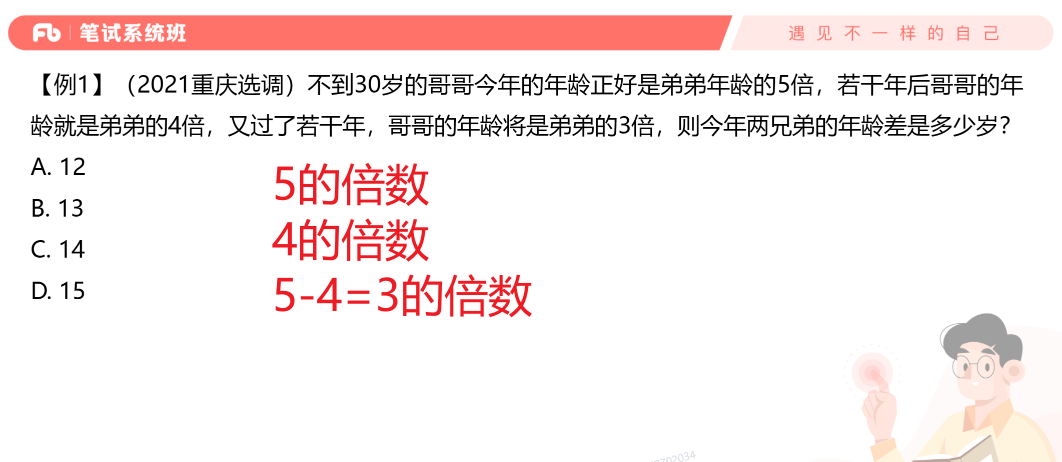 Fb 笔试系统班
遇见不一样的自己
【例1】（2021重庆选调）不到30岁的哥哥今年的年龄正好是弟弟年龄的5倍，若干年后哥哥的年
龄就是弟弟的4倍，又过了若干年，哥哥的年龄将是弟弟的3倍，则今年两兄弟的年龄差是多少岁？
A. 12
B. 13
C. 14
D. 15
5的倍数
4的倍数
5-4=3的倍数